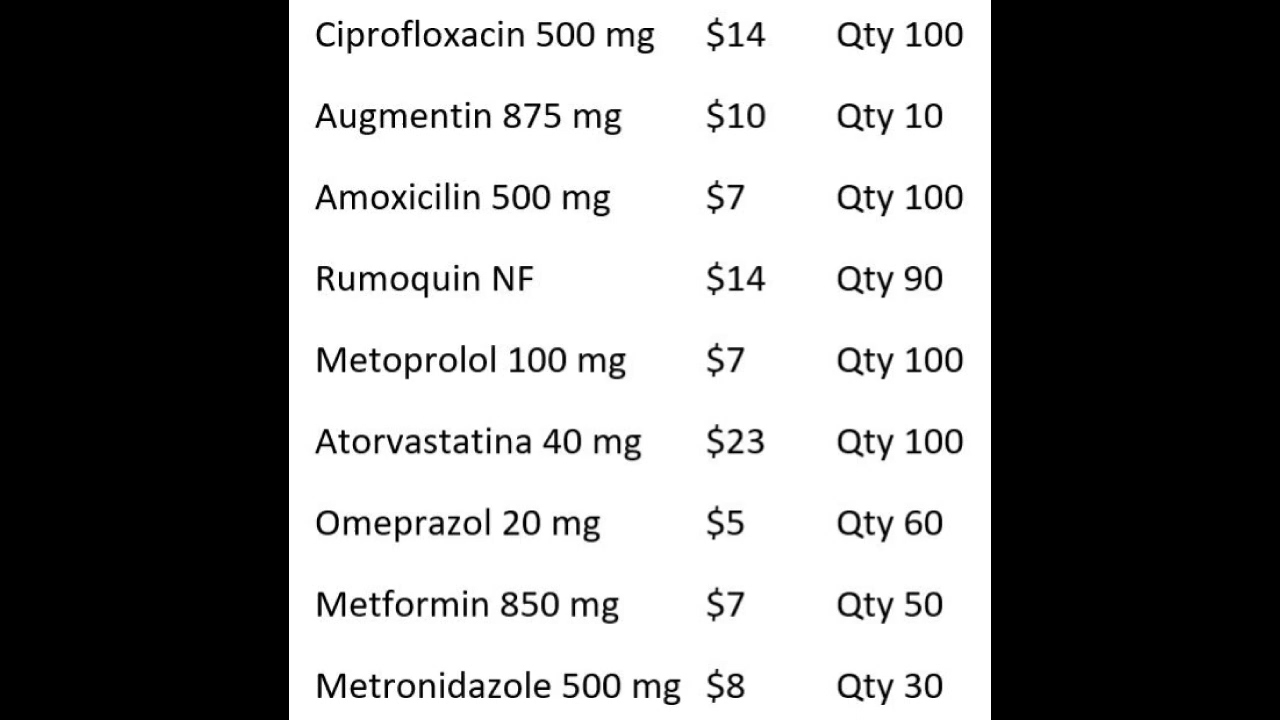 Ciprofloxacin 500 mg $14 Qty 100
Augmentin 875 mg $10 Qty 10
Amoxicilin 500 mg $7 Qty 100
Rumoquin NF $14 Qty 90
Metoprolol 100 mg $7 Qty 100
Atorvastatina 40 mg $23 Qty 100
Omeprazol 20 mg $5 Qty 60
Metformin 850 mg $7 Qty 50
Metronidazole 500 mg $8 Qty 30